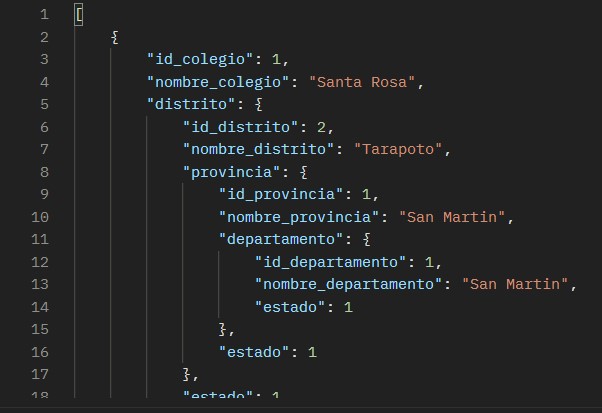 1 [
2 {
3 "id_colegio": 1,
4 "nombre_colegio": "Santa Rosa",
5 "distrito": {
6 "id_distrito": 2,
7 "nombre_distrito": "Tarapoto",
8 "provincia": {
9 "id_provincia": 1,
10 "nombre_provincia": "San Martin",
11 "departamento": {
12 "id_departamento": 1,
13 "nombre_departamento": "San Martin",
14 "estado": 1
15 },
16 "estado": 1
17 },
18 "estado": 1